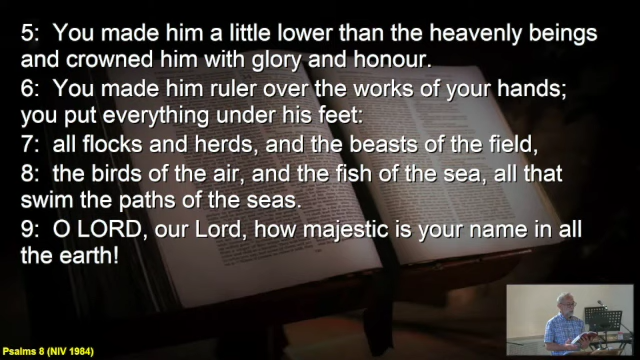 5: You made him a little lower than the heavenly beings
and crowned him with glory and honour.
6: You made him ruler over the works of your hands;
you put everything under his feet:
7: all flocks and herds, and the beasts of the field,
8: the birds of the air, and the fish of the sea, all that
swim the paths of the seas.
9: O LORD, our Lord, how majestic is your name in all
the earth!
Psalms 8 (NIV 1984)